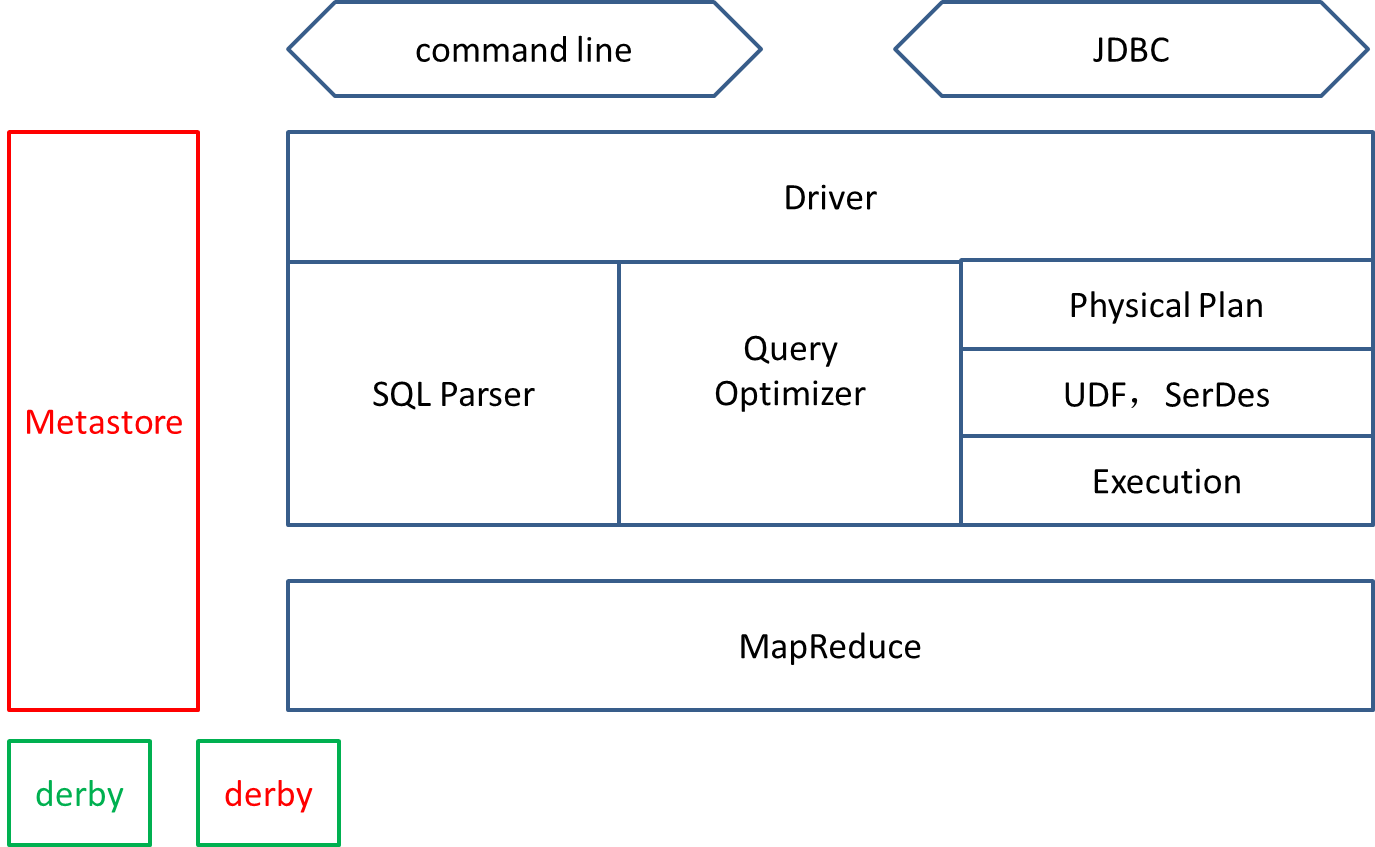 command line
JDBC
Driver
Metastore
SQL Parser
Query
Optimizer
Physical Plan
UDF，SerDes
Execution
MapReduce
derby
derby